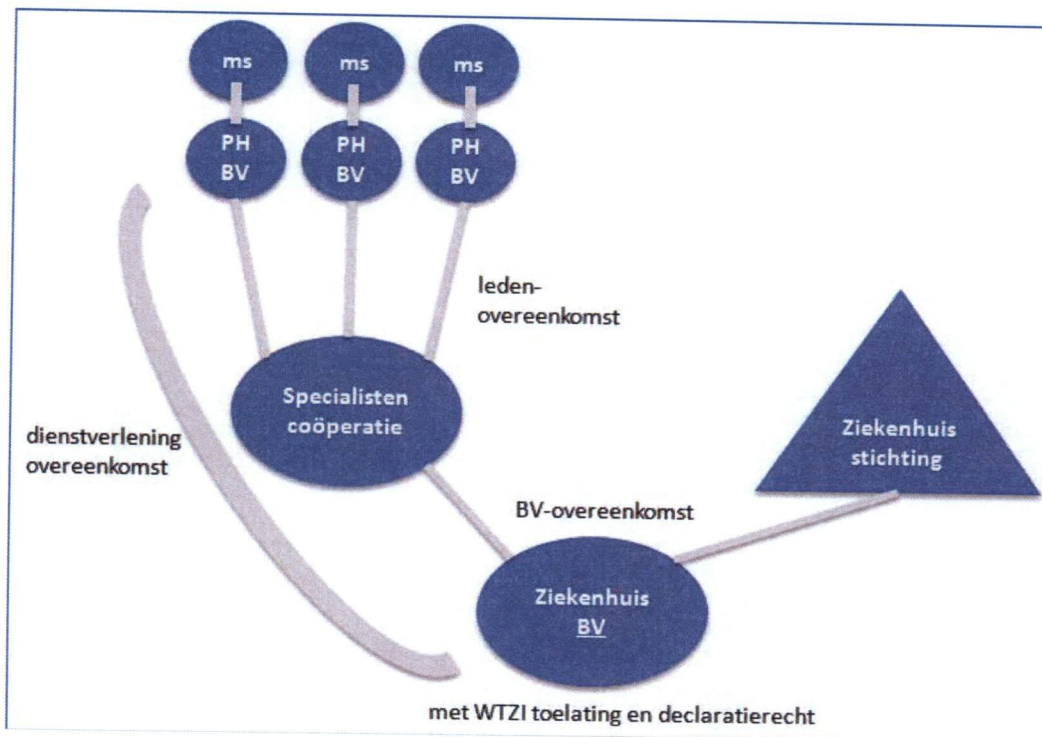 ms
ms
ms
PH
BV
PH
BV
PH
BV
leden-
overeenkomst
Specialisten
coöperatie
dienstverlening
overeenkomst
Ziekenhuis
stichting
BV-overeenkomst
Ziekenhuis
BV
met WTZI toelating en declaratierecht